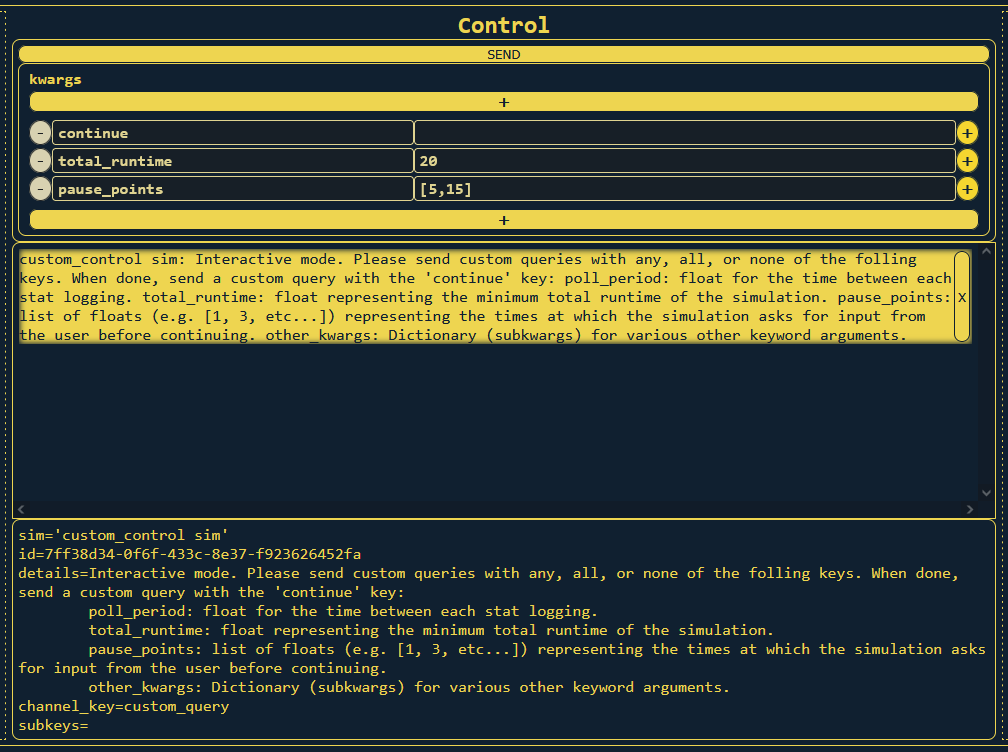 Control
SEND
kwargs
+
- continue +
- total_runtime 20 +
- pause_points [5,15] +
+
custom_control sim: Interactive mode. Please send custom queries with any, all, or none of the folling
keys. When done, send a custom query with the 'continue' key: poll_period: float for the time between each
stat logging. total_runtime: float representing the minimum total runtime of the simulation. pause_points: X
list of floats (e.g. [1, 3, etc...]) representing the times at which the simulation asks for input from
the user before continuing. other_kwargs: Dictionary (subkwargs) for various other keyword arguments.
sim='custom_control sim'
id=7ff38d34-0f6f-433c-8e37-f923626452fa
details=Interactive mode. Please send custom queries with any, all, or none of the folling keys. When done,
send a custom query with the 'continue' key:
poll_period: float for the time between each stat logging.
total_runtime: float representing the minimum total runtime of the simulation.
pause_points: list of floats (e.g. [1, 3, etc...]) representing the times at which the simulation asks
for input from the user before continuing.
other_kwargs: Dictionary (subkwargs) for various other keyword arguments.
channel_key=custom_query
subkeys=